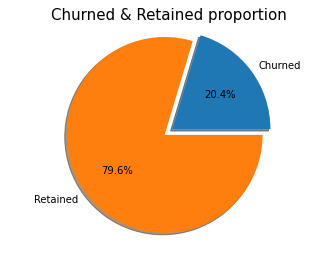 Churned & Retained proportion
Churned
20.4%
79.6%
Retained